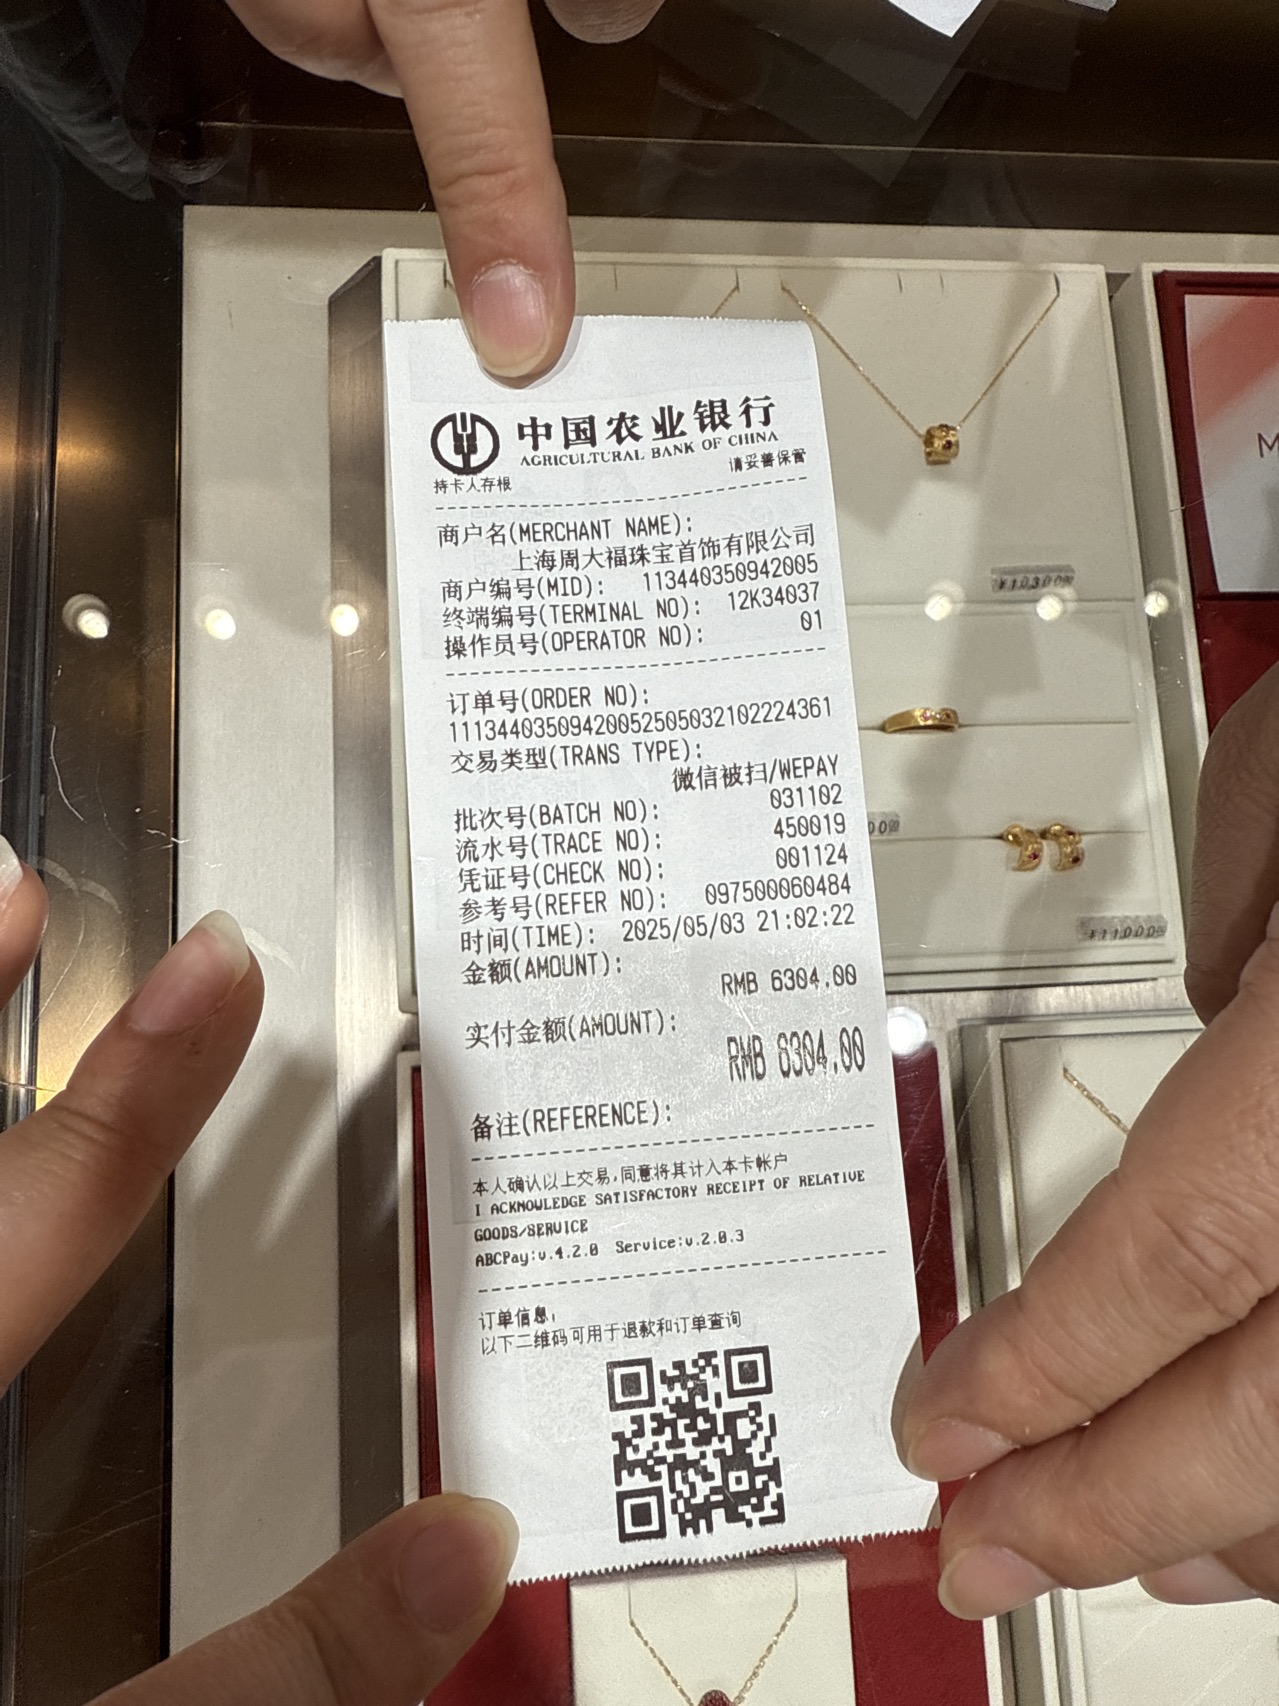 中国农业银行
AGRICULTURAL BANK OF CHINA
持卡人存根 请妥善保管
商户名(MERCHANT NAME):
上海周大福珠宝首饰有限公司
商户编号(MID): 113440350942005
终端编号(TERMINAL NO): 12K34037
操作员号(OPERATOR NO): 01
订单号(ORDER NO):
11134403509420052505032102224361
交易类型(TRANS TYPE):
微信被扫/WEPAY
批次号(BATCH NO): 031102
流水号(TRACE NO): 450019
凭证号(CHECK NO): 001124
参考号(REFER NO): 097500060484
时间(TIME): 2025/05/03 21:02:22
金额(AMOUNT):
RMB 6304.00
实付金额(AMOUNT):
RMB 6304.00
备注(REFERENCE):
本人确认以上交易,同意将其计入本卡帐户
I ACKNOWLEDGE SATISFACTORY RECEIPT OF RELATIVE
GOODS/SERVICE
ABCPay:v.4.2.0 Service:v.2.0.3
订单信息:
以下二维码可用于退款和订单查询
¥10300
¥11000
M